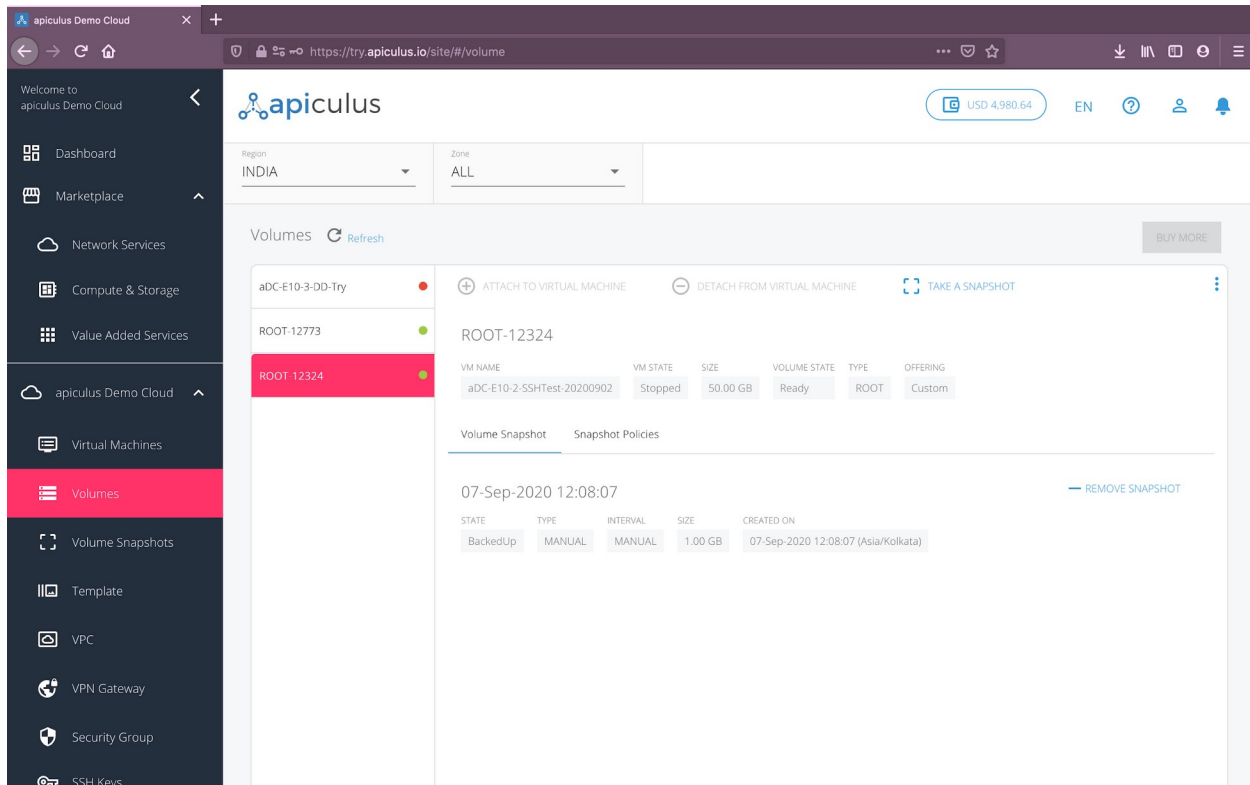 apiculus Demo Cloud
https://try.apiculus.io/site/#/volume
Welcome to
apiculus Demo Cloud
apiculus
USD 4,980.64
EN
Dashboard
Marketplace
Network Services
Compute & Storage
Value Added Services
apiculus Demo Cloud
Virtual Machines
Volumes
Volume Snapshots
Template
VPC
VPN Gateway
Security Group
SSH Keys
Region
INDIA
Zone
ALL
Volumes Refresh
BUY MORE
aDC-E10-3-DD-Try
ROOT-12773
ROOT-12324
ATTACH TO VIRTUAL MACHINE DETACH FROM VIRTUAL MACHINE TAKE A SNAPSHOT
ROOT-12324
VM NAME VM STATE SIZE VOLUME STATE TYPE OFFERING
aDC-E10-2-SSHTest-20200902 Stopped 50.00 GB Ready ROOT Custom
Volume Snapshot Snapshot Policies
07-Sep-2020 12:08:07 REMOVE SNAPSHOT
STATE TYPE INTERVAL SIZE CREATED ON
BackedUp MANUAL MANUAL 1.00 GB 07-Sep-2020 12:08:07 (Asia/Kolkata)